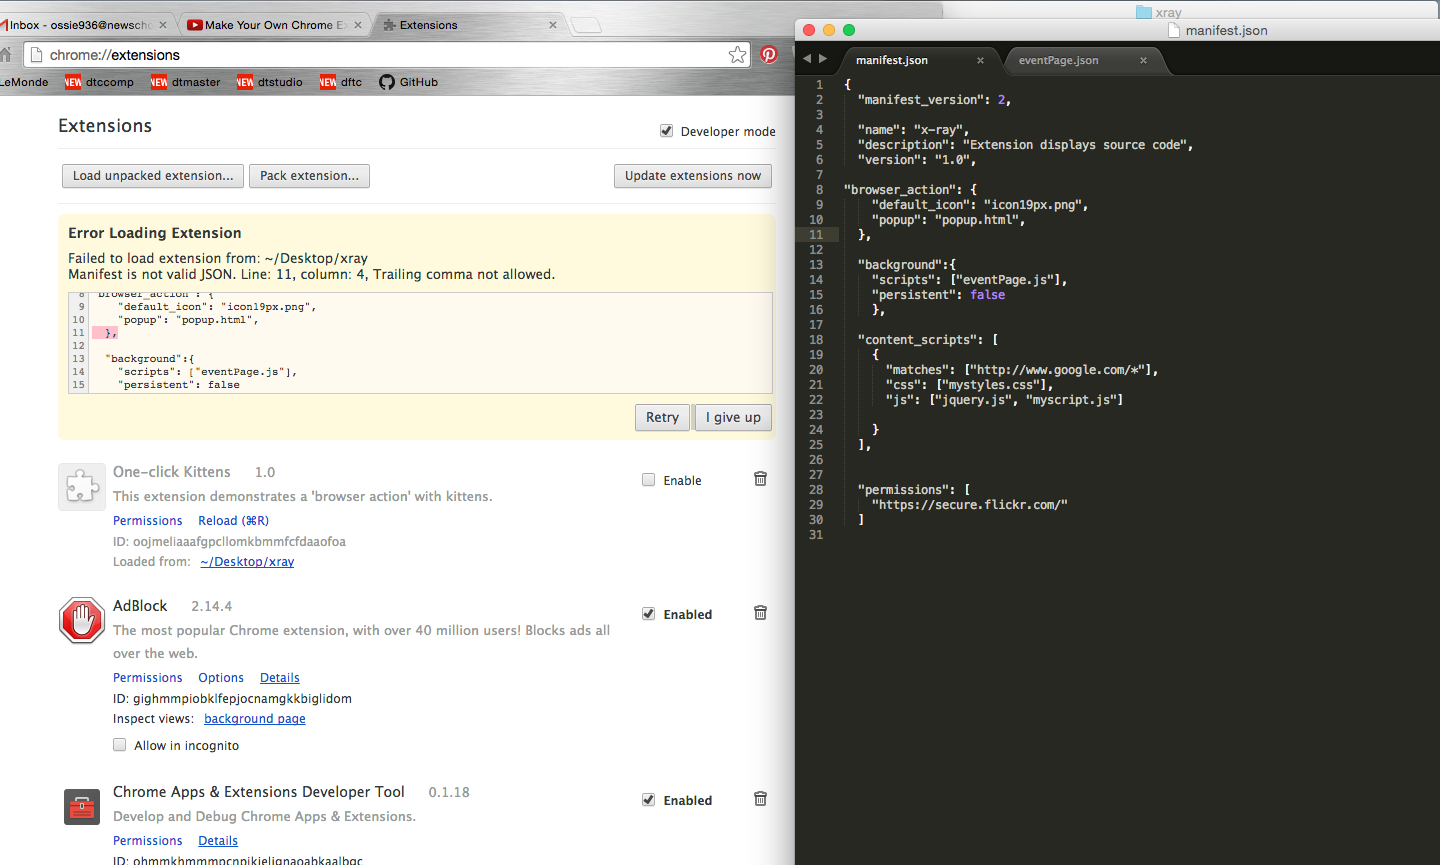 Inbox - ossie936@newscho
Make Your Own Chrome Ex
Extensions
chrome://extensions
LeMonde
NEW dtccomp
NEW dtmaster
NEW dtstudio
NEW dftc
GitHub
Extensions
Developer mode
Load unpacked extension...
Pack extension...
Update extensions now
Error Loading Extension
Failed to load extension from: ~/Desktop/xray
Manifest is not valid JSON. Line: 11, column: 4, Trailing comma not allowed.
8 "browser_action": {
9 "default_icon": "icon19px.png",
10 "popup": "popup.html",
11 },
12
13 "background":{
14 "scripts": ["eventPage.js"],
15 "persistent": false
Retry
I give up
One-click Kittens 1.0
Enable
This extension demonstrates a 'browser action' with kittens.
Permissions Reload (⌘R)
ID: oojmeliaaafgpcllomkbmmfcfdaaofoa
Loaded from: ~/Desktop/xray
AdBlock 2.14.4
Enabled
The most popular Chrome extension, with over 40 million users! Blocks ads all
over the web.
Permissions Options Details
ID: gighmmpiobklfepjocnamgkkbiglidom
Inspect views: background page
Allow in incognito
Chrome Apps & Extensions Developer Tool 0.1.18
Enabled
Develop and Debug Chrome Apps & Extensions.
Permissions Details
ID: ohmmkhmmmpcnpikjeljgnaoabkaalbgc
xray
manifest.json
manifest.json
eventPage.json
1 {
2 "manifest_version": 2,
3
4 "name": "x-ray",
5 "description": "Extension displays source code",
6 "version": "1.0",
7
8 "browser_action": {
9 "default_icon": "icon19px.png",
10 "popup": "popup.html",
11 },
12
13 "background":{
14 "scripts": ["eventPage.js"],
15 "persistent": false
16 },
17
18 "content_scripts": [
19 {
20 "matches": ["http://www.google.com/*"],
21 "css": ["mystyles.css"],
22 "js": ["jquery.js", "myscript.js"]
23
24 }
25 ],
26
27
28 "permissions": [
29 "https://secure.flickr.com/"
30 ]
31